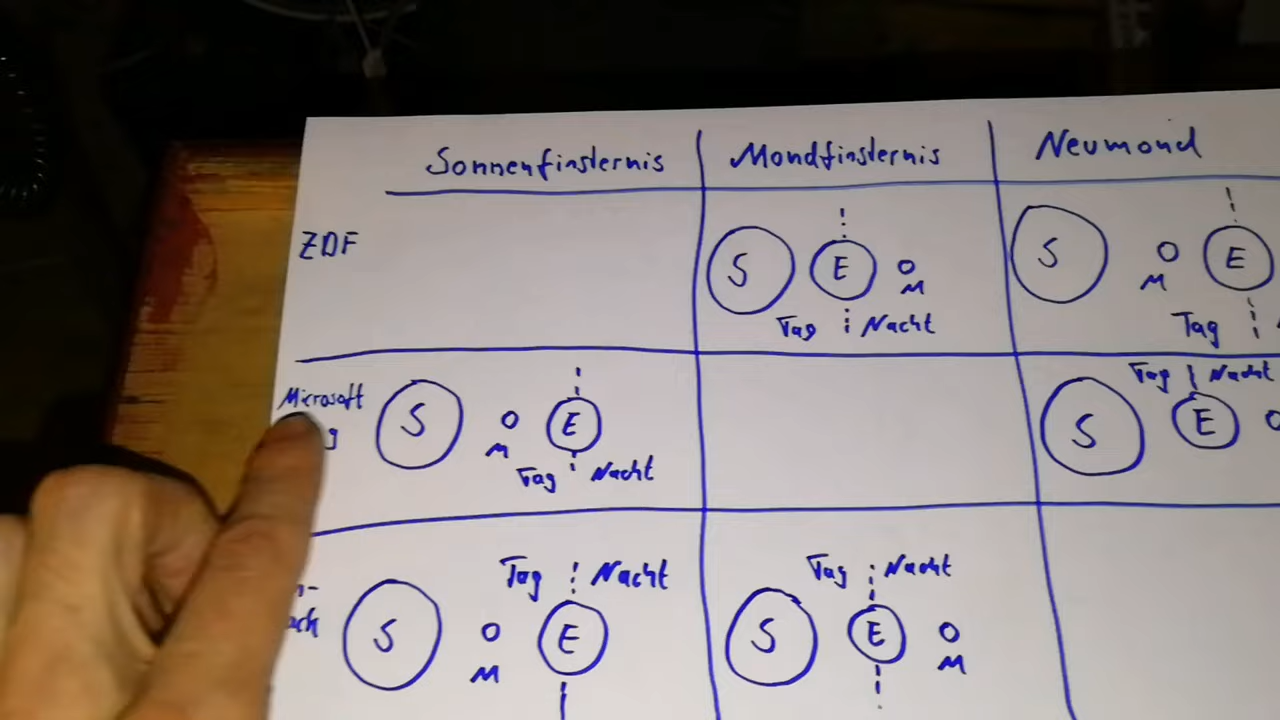 Sonnenfinsternis Mondfinsternis Neumond
ZDF
S E M
Tag Nacht
S M E
Tag
Microsoft
S M E
Tag Nacht
Tag Nacht
S E
Tag Nacht
S M E
Tag Nacht
S E M